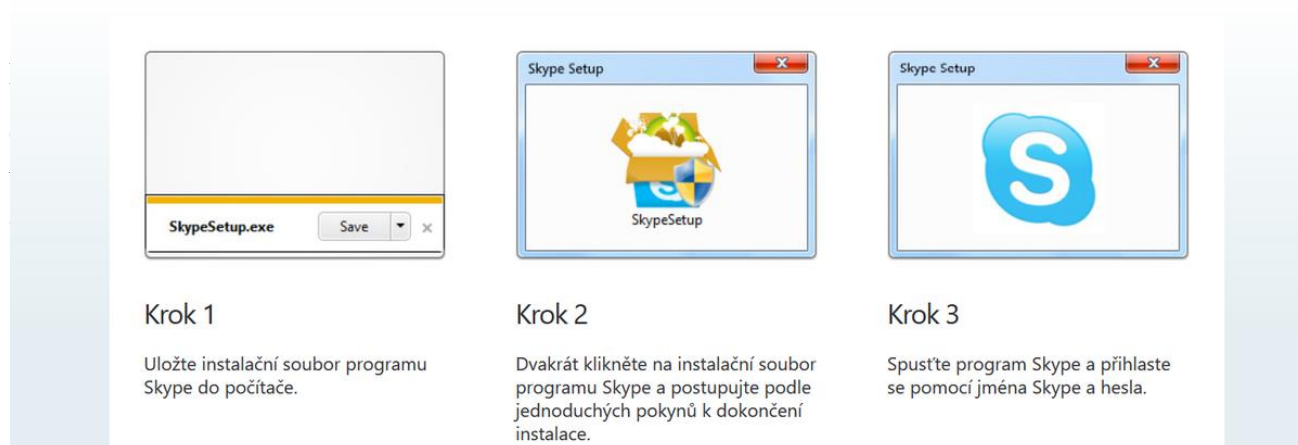 SkypeSetup.exe
Save
Skype Setup
SkypeSetup
Skype Setup
S
Krok 1
Uložte instalační soubor programu
Skype do počítače.
Krok 2
Dvakrát klikněte na instalační soubor
programu Skype a postupujte podle
jednoduchých pokynů k dokončení
instalace.
Krok 3
Spusťte program Skype a přihlaste
se pomocí jména Skype a hesla.